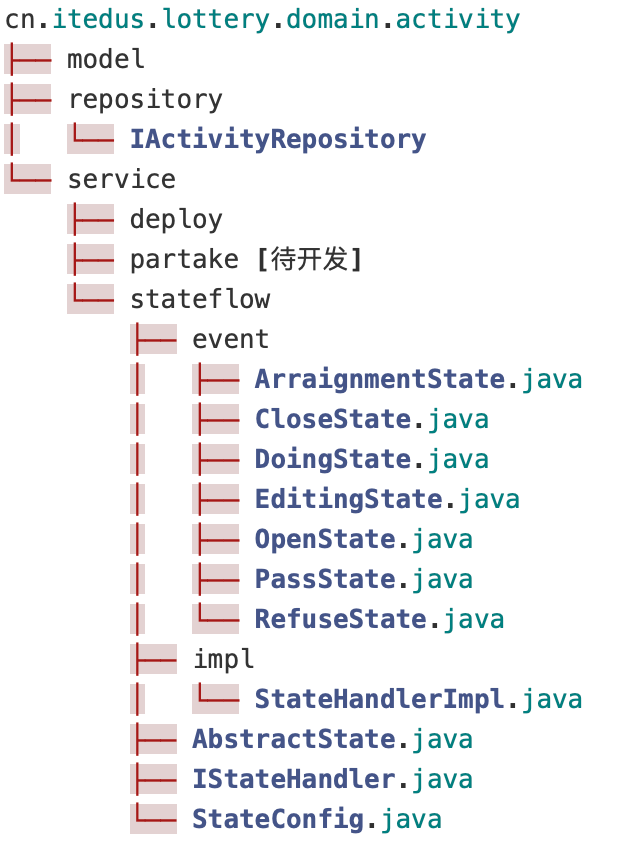 cn.itedus.lottery.domain.activity
├── model
├── repository
│   └── IActivityRepository
└── service
    ├── deploy
    ├── partake [待开发]
    └── stateflow
        ├── event
        │   ├── ArraignmentState.java
        │   ├── CloseState.java
        │   ├── DoingState.java
        │   ├── EditingState.java
        │   ├── OpenState.java
        │   ├── PassState.java
        │   └── RefuseState.java
        ├── impl
        │   └── StateHandlerImpl.java
        ├── AbstractState.java
        ├── IStateHandler.java
        └── StateConfig.java